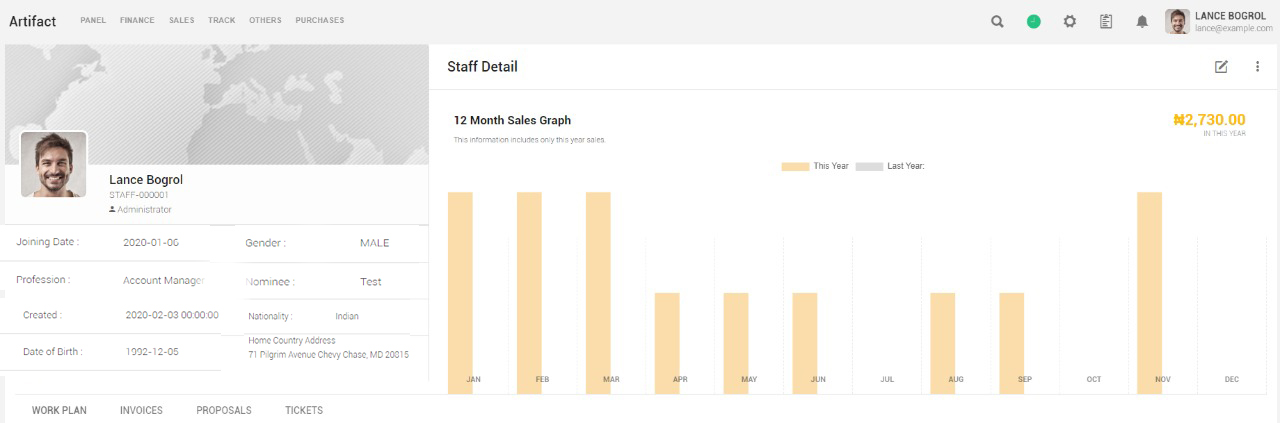 Artifact PANEL FINANCE SALES TRACK OTHERS PURCHASES LANCE BOGROL
lance@example.com
Staff Detail
12 Month Sales Graph
This information includes only this year sales.
₦2,730.00
IN THIS YEAR
This Year Last Year:
Lance Bogrol
STAFF-000001
Administrator
Joining Date : 2020-01-06 Gender : MALE
Profession : Account Manager Nominee : Test
Created : 2020-02-03 00:00:00 Nationality : Indian
Home Country Address
Date of Birth : 1992-12-05 71 Pilgrim Avenue Chevy Chase, MD 20815
JAN FEB MAR APR MAY JUN JUL AUG SEP OCT NOV DEC
WORK PLAN INVOICES PROPOSALS TICKETS